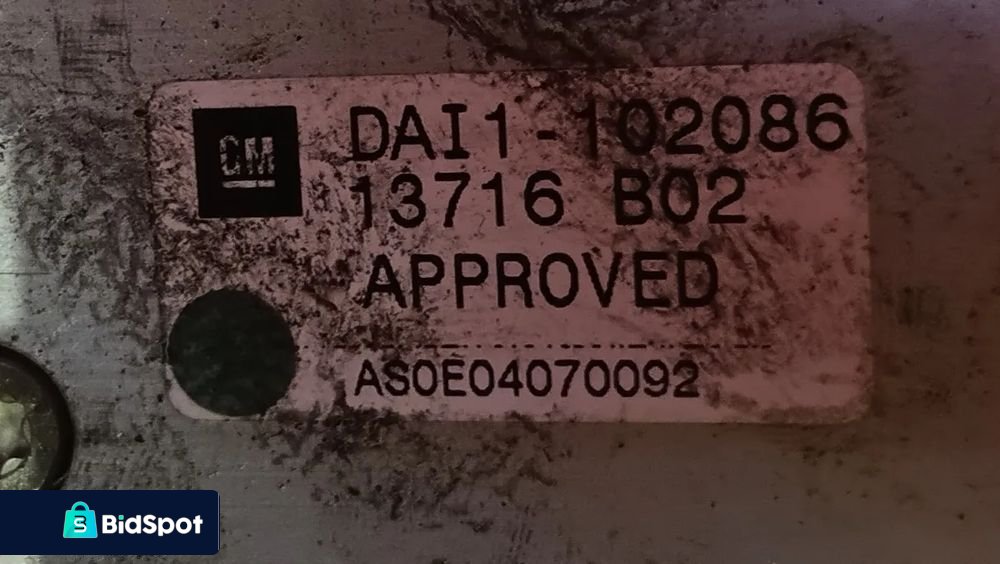 GM
DAI1-102086
13716 B02
APPROVED
AS0E04070092
BidSpot